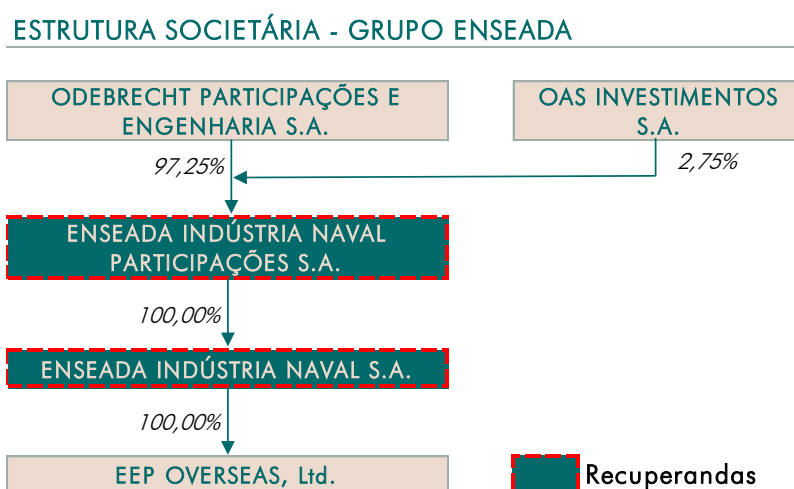 ESTRUTURA SOCIETÁRIA - GRUPO ENSEADA
ODEBRECHT PARTICIPAÇÕES E
ENGENHARIA S.A.
OAS INVESTIMENTOS
S.A.
97,25%
2,75%
ENSEADA INDÚSTRIA NAVAL
PARTICIPAÇÕES S.A.
100,00%
ENSEADA INDÚSTRIA NAVAL S.A.
100,00%
EEP OVERSEAS, Ltd.
Recuperandas